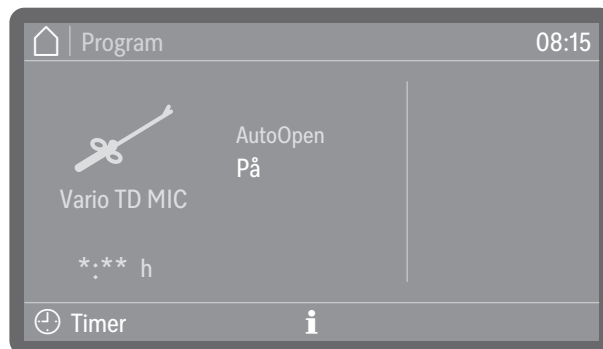 Program 08:15
AutoOpen
På
Vario TD MIC
*:** h
Timer i